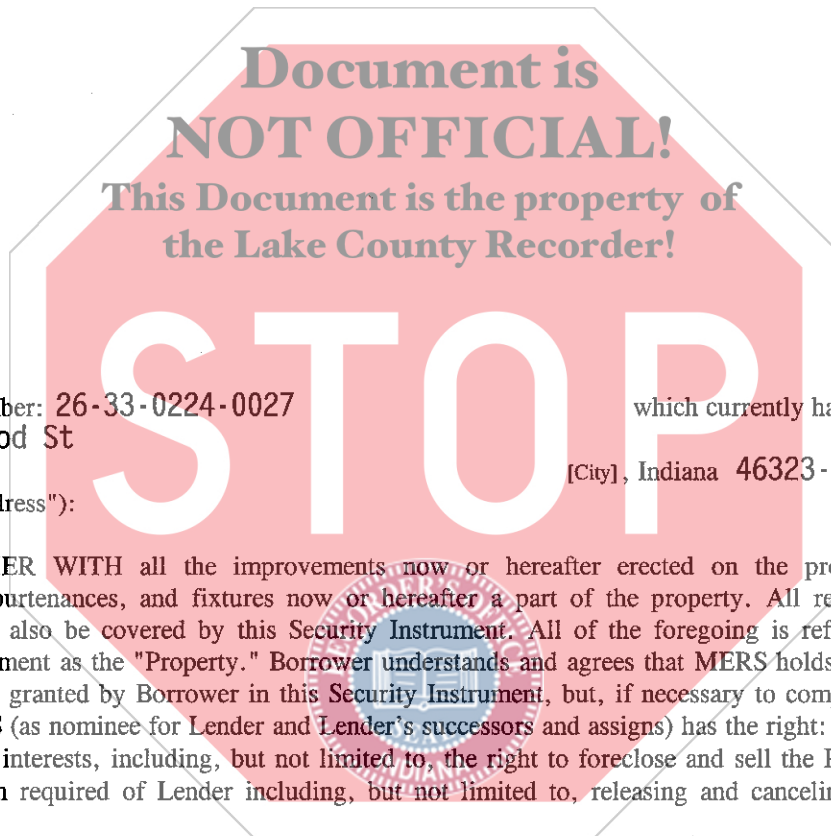 Document is
NOT OFFICIAL!
This Document is the property of
the Lake County Recorder!
STOP
ber: 26-33-0224-0027 which currently ha
od St
[City], Indiana 46323-
dress"):
ER WITH all the improvements now or hereafter erected on the pro
purtenances, and fixtures now or hereafter a part of the property. All re
also be covered by this Security Instrument. All of the foregoing is ref
ment as the "Property." Borrower understands and agrees that MERS holds
granted by Borrower in this Security Instrument, but, if necessary to com
(as nominee for Lender and Lender's successors and assigns) has the right:
interests, including, but not limited to, the right to foreclose and sell the P
n required of Lender including, but not limited to, releasing and cancelin
RECORDER'S OFFICE
SEAL
INDIANA